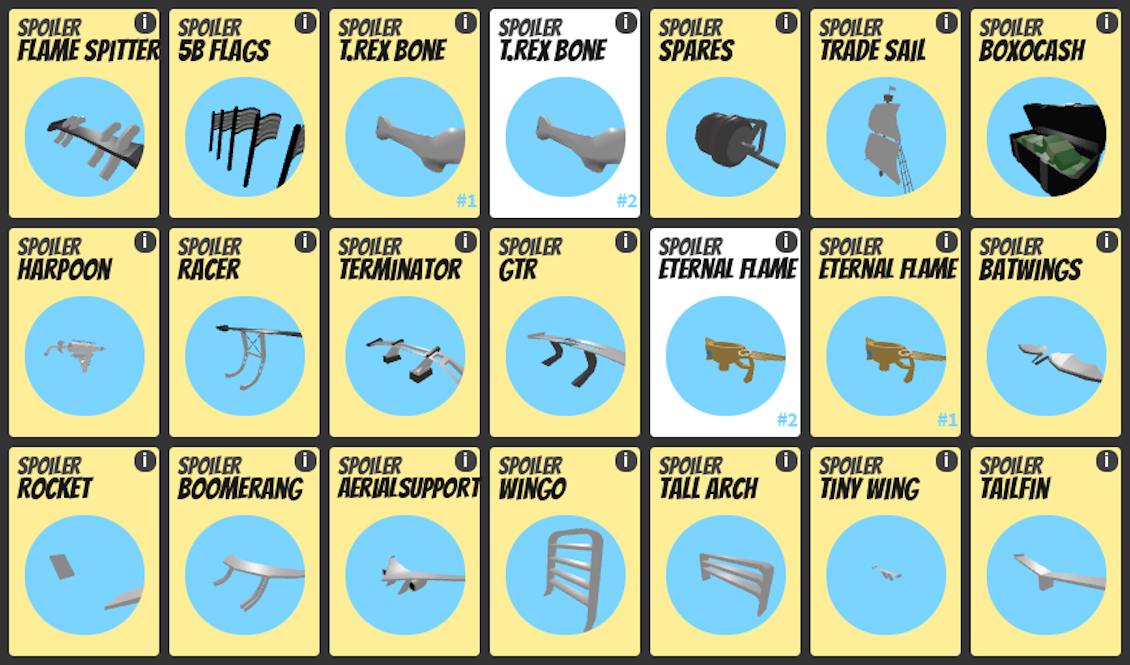 SPOILER
FLAME SPITTER
i
SPOILER
5B FLAGS
i
SPOILER
T.REX BONE
i
#1
SPOILER
T.REX BONE
i
#2
SPOILER
SPARES
i
SPOILER
TRADE SAIL
i
SPOILER
BOXOCASH
i
SPOILER
HARPOON
i
SPOILER
RACER
i
SPOILER
TERMINATOR
i
SPOILER
GTR
i
SPOILER
ETERNAL FLAME
i
#2
SPOILER
ETERNAL FLAME
i
#1
SPOILER
BATWINGS
i
SPOILER
ROCKET
i
SPOILER
BOOMERANG
i
SPOILER
AERIALSUPPORT
i
SPOILER
WINGO
i
SPOILER
TALL ARCH
i
SPOILER
TINY WING
i
SPOILER
TAILFIN
i